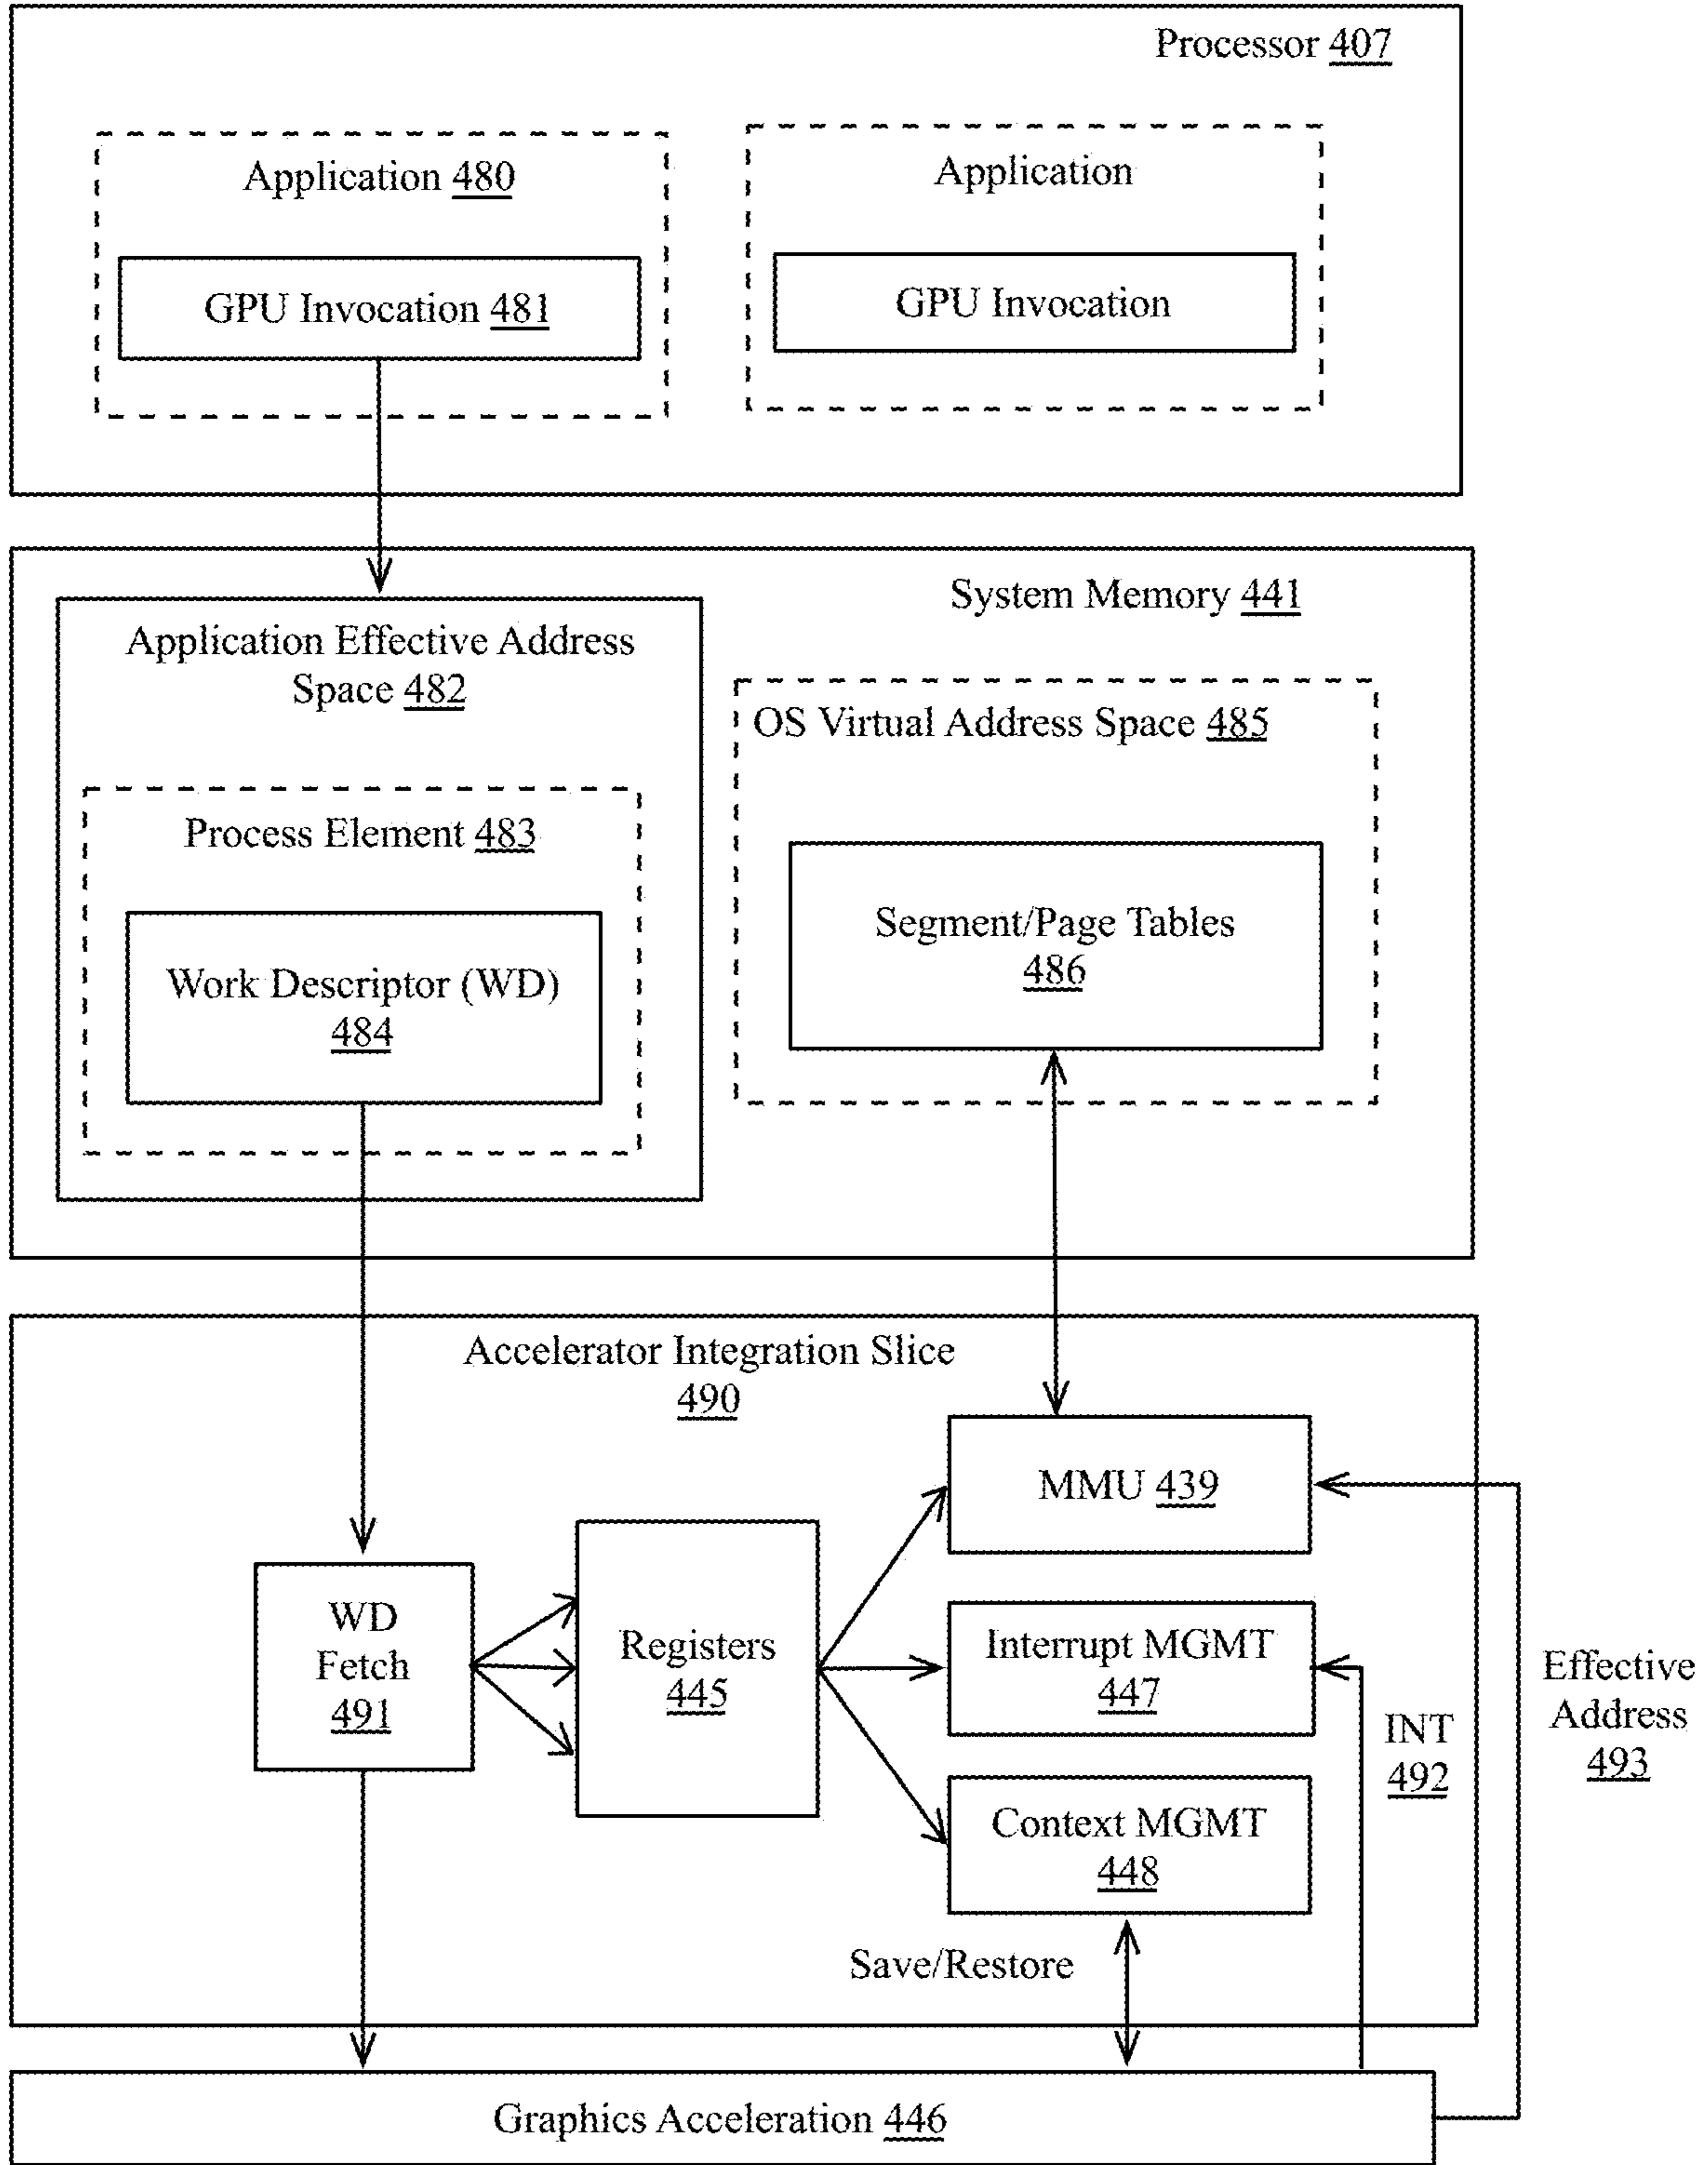 Processor 407
Application 480
GPU Invocation 481
Application
GPU Invocation
System Memory 441
Application Effective Address
Space 482
Process Element 483
Work Descriptor (WD)
484
OS Virtual Address Space 485
Segment/Page Tables
486
Accelerator Integration Slice
490
WD
Fetch
491
Registers
445
MMU 439
Interrupt MGMT
447
Context MGMT
448
Save/Restore
INT
492
Effective
Address
493
Graphics Acceleration 446